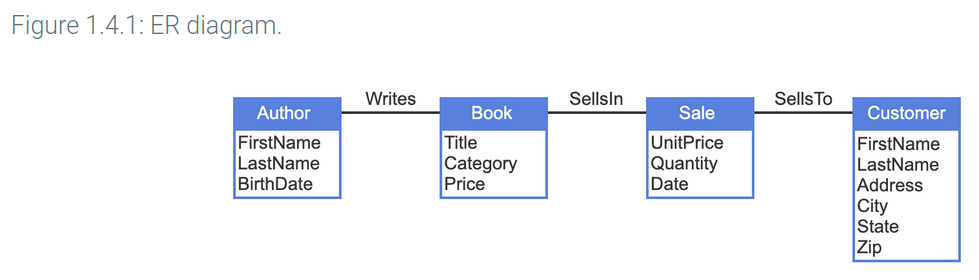 Figure 1.4.1: ER diagram.
Writes
SellsIn
SellsTo
Author
Book
Sale
Customer
FirstName
LastName
BirthDate
Title
Category
Price
UnitPrice
Quantity
Date
FirstName
LastName
Address
City
State
Zip